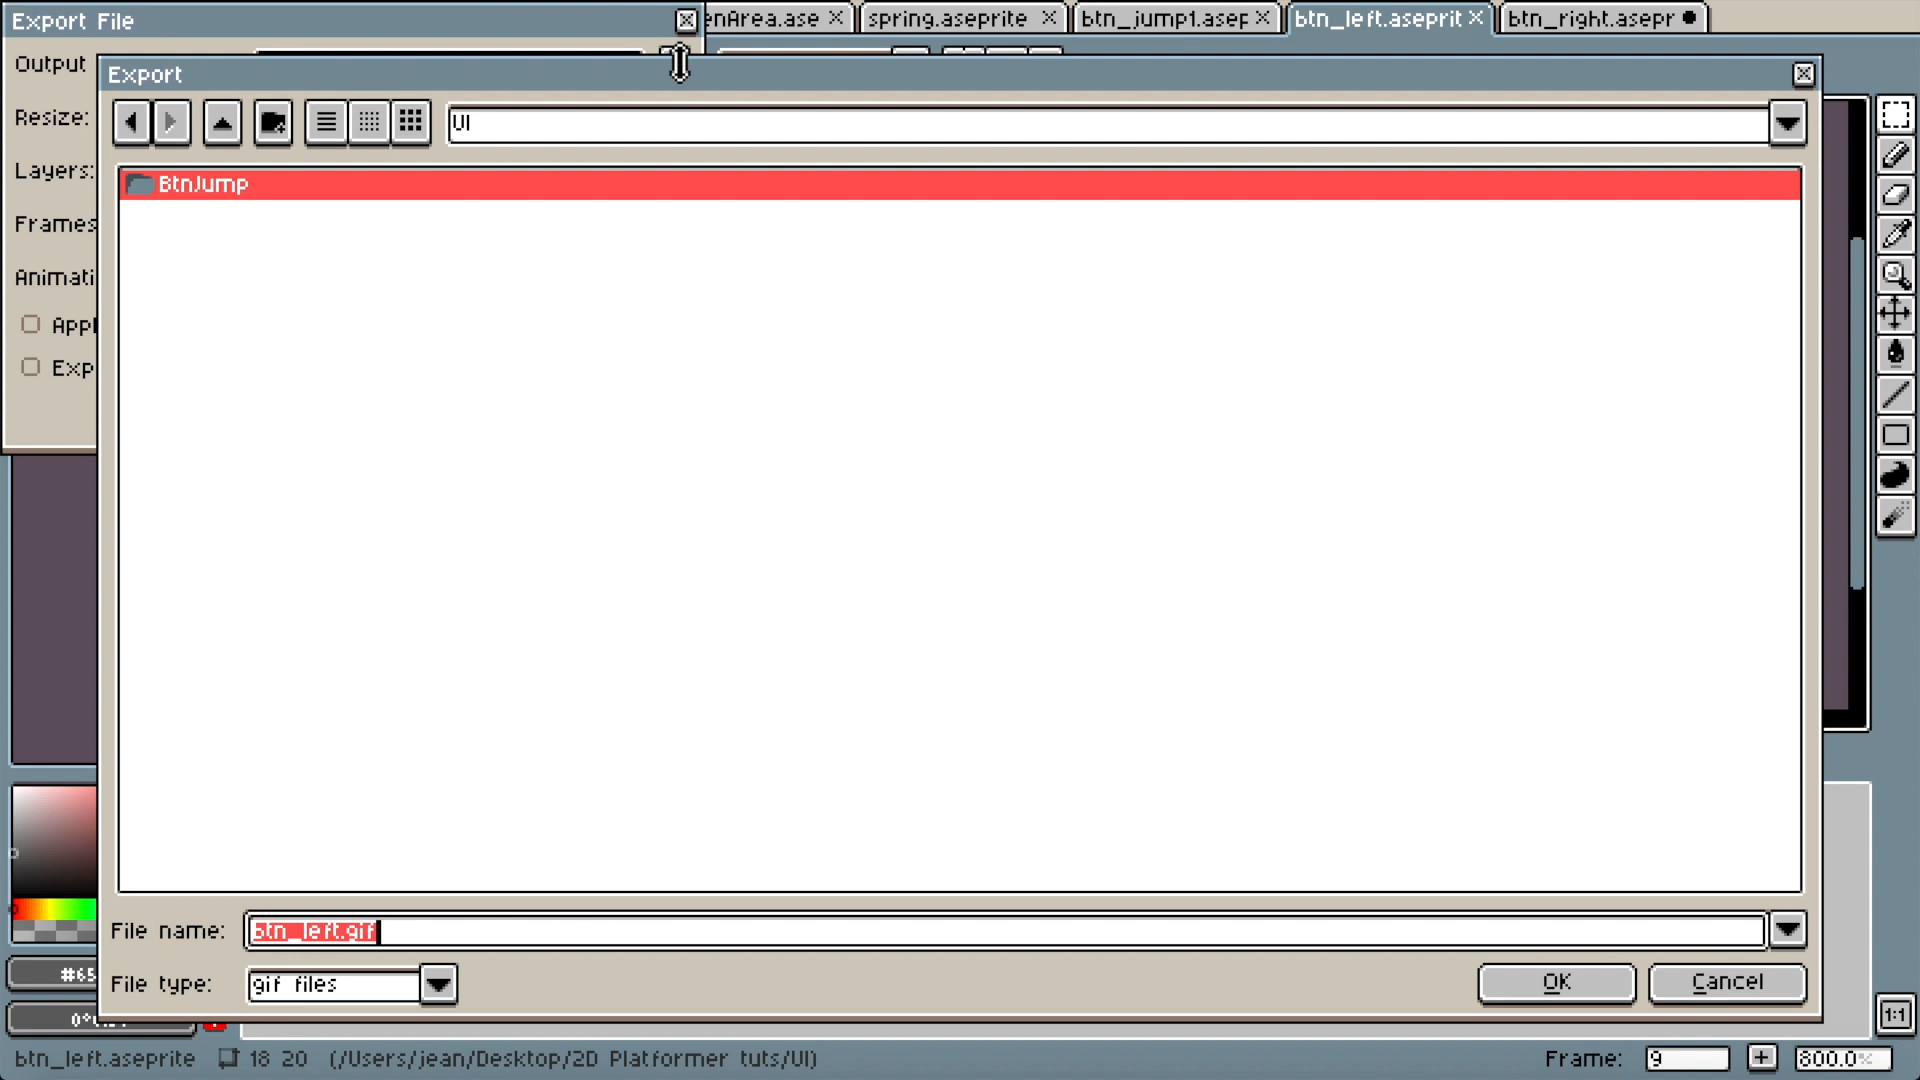 Export File
enArea.ase
spring.aseprite
btn_jump1.asep
btn_left.aseprit
btn_right.asepr
Output
Export
Resize:
UI
Layers:
BtnJump
Frames
Animati
Appl
Exp
File name:
btn_left.gif
#65
File type:
gif files
OK
Cancel
1:1
btn_left.aseprite
18 20
(/Users/jean/Desktop/2D Platformer tuts/UI)
Frame:
9
+
800.0%